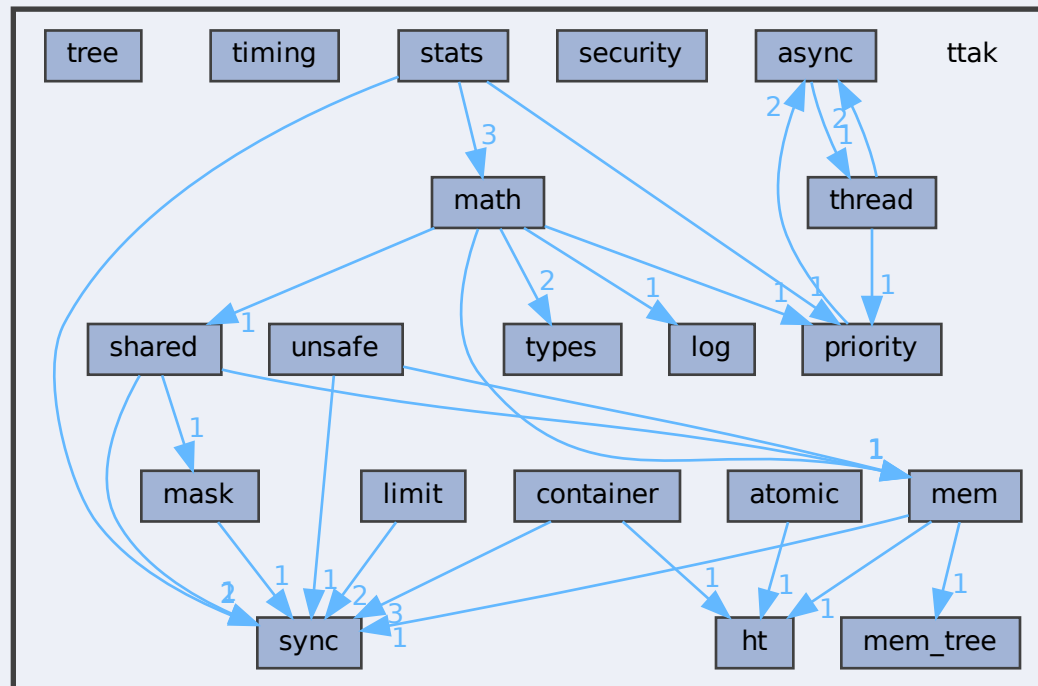 tree timing stats security async ttak
2 2 1
3
math thread
1 2 1 1 1 1
shared unsafe types log priority
1 1
mask limit container atomic mem
1 1 2 3 1 1 1 1 1
sync ht mem_tree